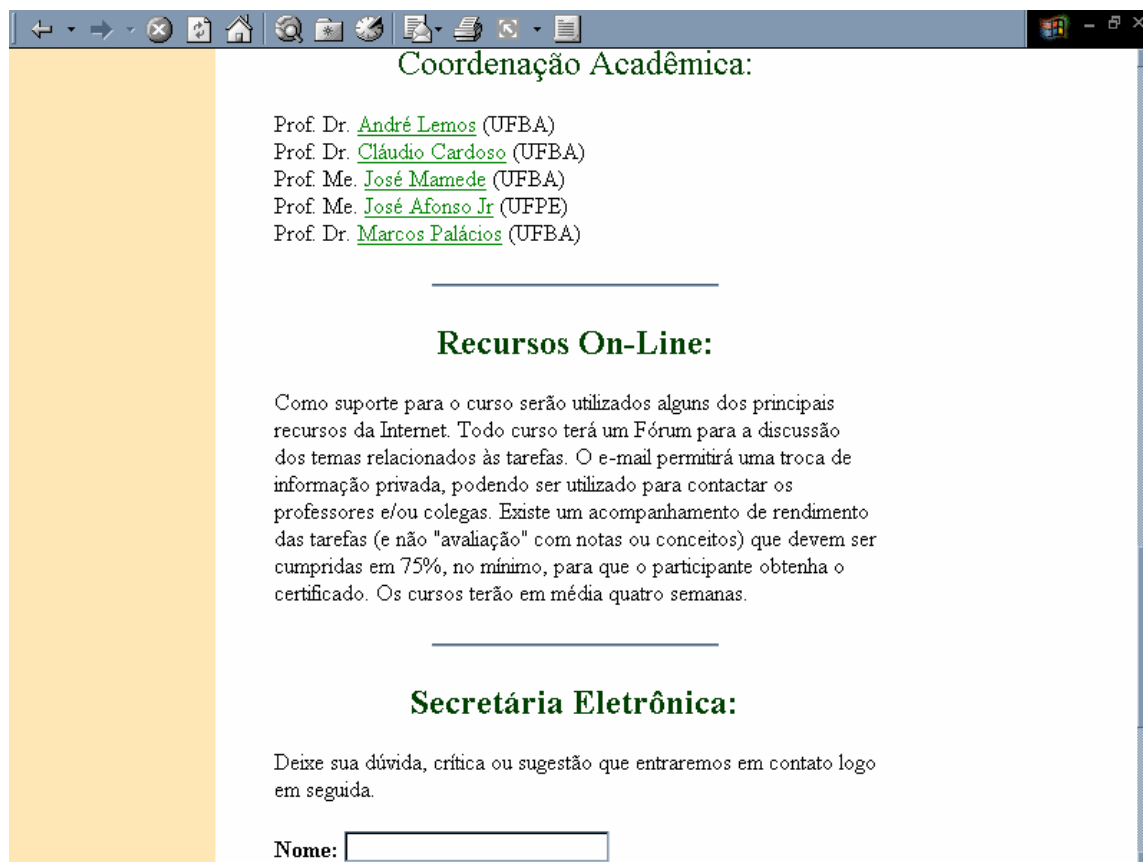 Coordenação Acadêmica:
Prof. Dr. André Lemos (UFBA)
Prof. Dr. Cláudio Cardoso (UFBA)
Prof. Me. José Mamede (UFBA)
Prof. Me. José Afonso Jr (UFPE)
Prof. Dr. Marcos Palácios (UFBA)
Recursos On-Line:
Como suporte para o curso serão utilizados alguns dos principais
recursos da Internet. Todo curso terá um Fórum para a discussão
dos temas relacionados às tarefas. O e-mail permitirá uma troca de
informação privada, podendo ser utilizado para contactar os
professores e/ou colegas. Existe um acompanhamento de rendimento
das tarefas (e não "avaliação" com notas ou conceitos) que devem ser
cumpridas em 75%, no mínimo, para que o participante obtenha o
certificado. Os cursos terão em média quatro semanas.
Secretária Eletrônica:
Deixe sua dúvida, crítica ou sugestão que entraremos em contato logo
em seguida.
Nome: